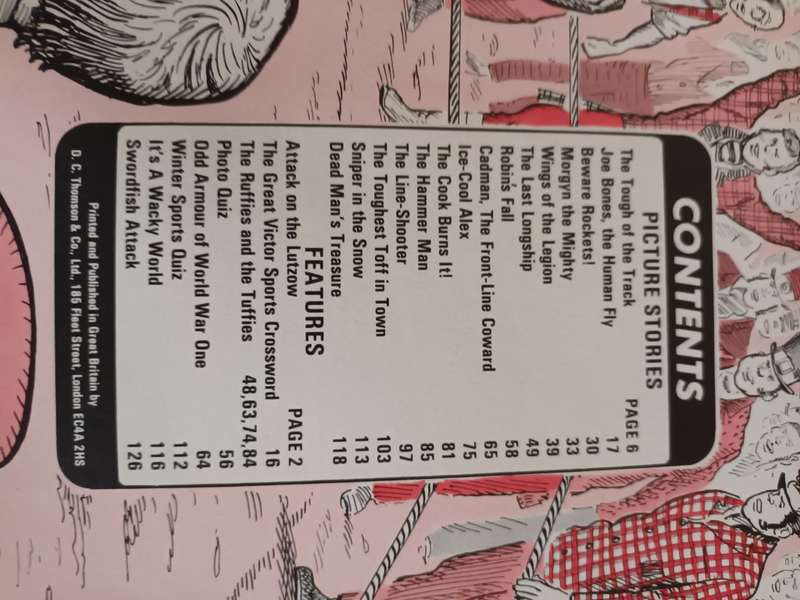 CONTENTS
PICTURE STORIES
The Tough of the Track PAGE 6
Joe Bones, the Human Fly 17
Beware Rockets! 30
Morgyn the Mighty 33
Wings of the Legion 39
The Last Longship 49
Robin's Fall 58
Cadman, The Front-Line Coward 65
Ice-Cool Alex 75
The Cook Burns It! 81
The Hammer Man 85
The Line-Shooter 97
The Toughest Toff in Town 103
Sniper in the Snow 113
Dead Man's Treasure 118
FEATURES
Attack on the Lutzow PAGE 2
The Great Victor Sports Crossword 16
The Ruffies and the Tuffies 48,63,74,84
Photo Quiz 56
Odd Armour of World War One 64
Winter Sports Quiz 112
It's A Wacky World 116
Swordfish Attack 126
Printed and Published in Great Britain by
D. C. Thomson & Co., Ltd., 185 Fleet Street, London EC4A 2HS